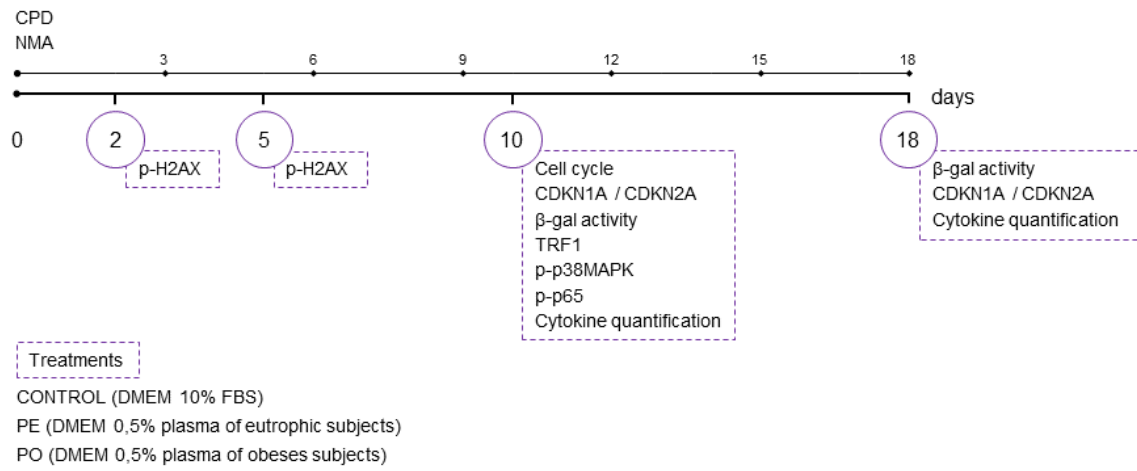 CPD
NMA
3 6 9 12 15 18
days
0 2 5 10 18
p-H2AX
p-H2AX
Cell cycle
CDKN1A / CDKN2A
β-gal activity
TRF1
p-p38MAPK
p-p65
Cytokine quantification
β-gal activity
CDKN1A / CDKN2A
Cytokine quantification
Treatments
CONTROL (DMEM 10% FBS)
PE (DMEM 0,5% plasma of eutrophic subjects)
PO (DMEM 0,5% plasma of obeses subjects)